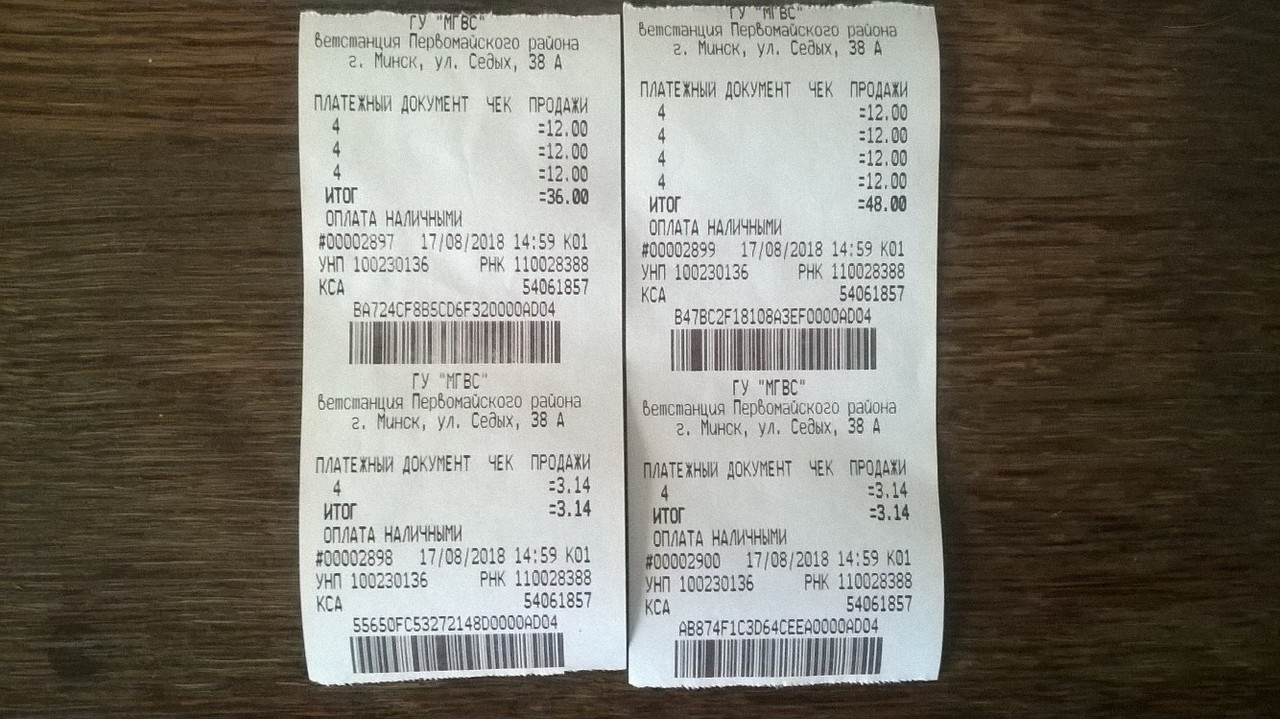 ГУ "МГВС"
ветстанция Первомайского района
г. Минск, ул. Седых, 38 А
ПЛАТЕЖНЫЙ ДОКУМЕНТ ЧЕК ПРОДАЖИ
4 =12.00
4 =12.00
4 =12.00
ИТОГ =36.00
ОПЛАТА НАЛИЧНЫМИ
#00002897 17/08/2018 14:59 К01
УНП 100230136 РНК 110028388
КСА 54061857
BA724CF8B5CD6F320000AD04
ГУ "МГВС"
ветстанция Первомайского района
г. Минск, ул. Седых, 38 А
ПЛАТЕЖНЫЙ ДОКУМЕНТ ЧЕК ПРОДАЖИ
4 =3.14
ИТОГ =3.14
ОПЛАТА НАЛИЧНЫМИ
#00002898 17/08/2018 14:59 К01
УНП 100230136 РНК 110028388
КСА 54061857
55650FC53272148D0000AD04
ГУ "МГВС"
ветстанция Первомайского района
г. Минск, ул. Седых, 38 А
ПЛАТЕЖНЫЙ ДОКУМЕНТ ЧЕК ПРОДАЖИ
4 =12.00
4 =12.00
4 =12.00
4 =12.00
ИТОГ =48.00
ОПЛАТА НАЛИЧНЫМИ
#00002899 17/08/2018 14:59 К01
УНП 100230136 РНК 110028388
КСА 54061857
B47BC2F18108A3EF0000AD04
ГУ "МГВС"
ветстанция Первомайского района
г. Минск, ул. Седых, 38 А
ПЛАТЕЖНЫЙ ДОКУМЕНТ ЧЕК ПРОДАЖИ
4 =3.14
ИТОГ =3.14
ОПЛАТА НАЛИЧНЫМИ
#00002900 17/08/2018 14:59 К01
УНП 100230136 РНК 110028388
КСА 54061857
AB874F1C3D64CEEA0000AD04